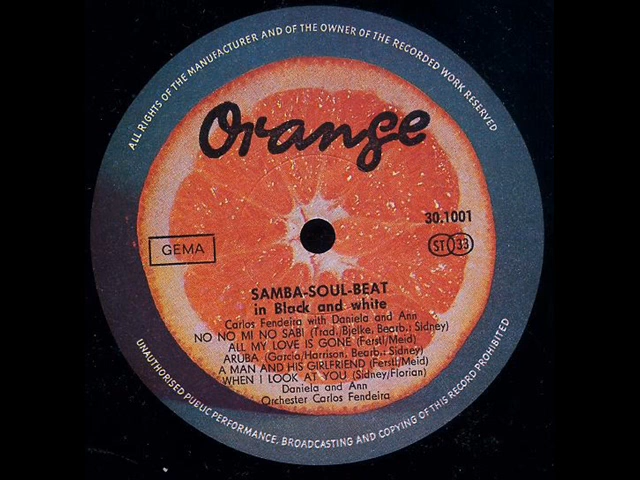 ALL RIGHTS OF THE MANUFACTURER AND OF THE OWNER OF THE RECORDED WORK RESERVED
Orange
30.1001
GEMA
ST 33
SAMBA-SOUL-BEAT
in Black and white
Carlos Fendeira with Daniela and Ann
NO NO MI NO SABI (Trad, Bjelke, Bearb.: Sidney)
ALL MY LOVE IS GONE (Ferstl/Meid)
ARUBA (Garcia/Harrison, Bearb.: Sidney)
A MAN AND HIS GIRLFRIEND (Ferstl/Meid)
WHEN I LOOK AT YOU (Sidney/Florian)
Daniela and Ann
Orchester Carlos Fendeira
UNAUTHORISED PUBLIC PERFORMANCE, BROADCASTING AND COPYING OF THIS RECORD PROHIBITED